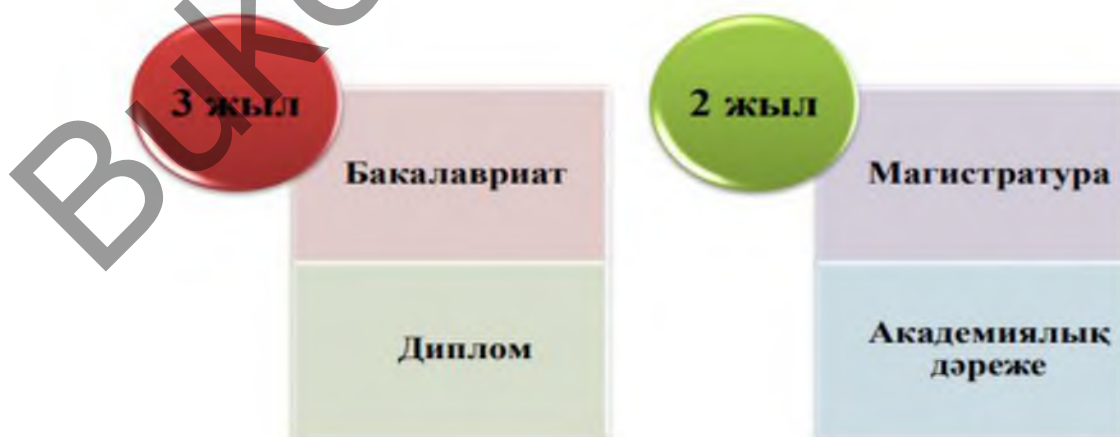 3 жыл
Бакалавриат
Диплом
2 жыл
Магистратура
Академиялық
дәреже